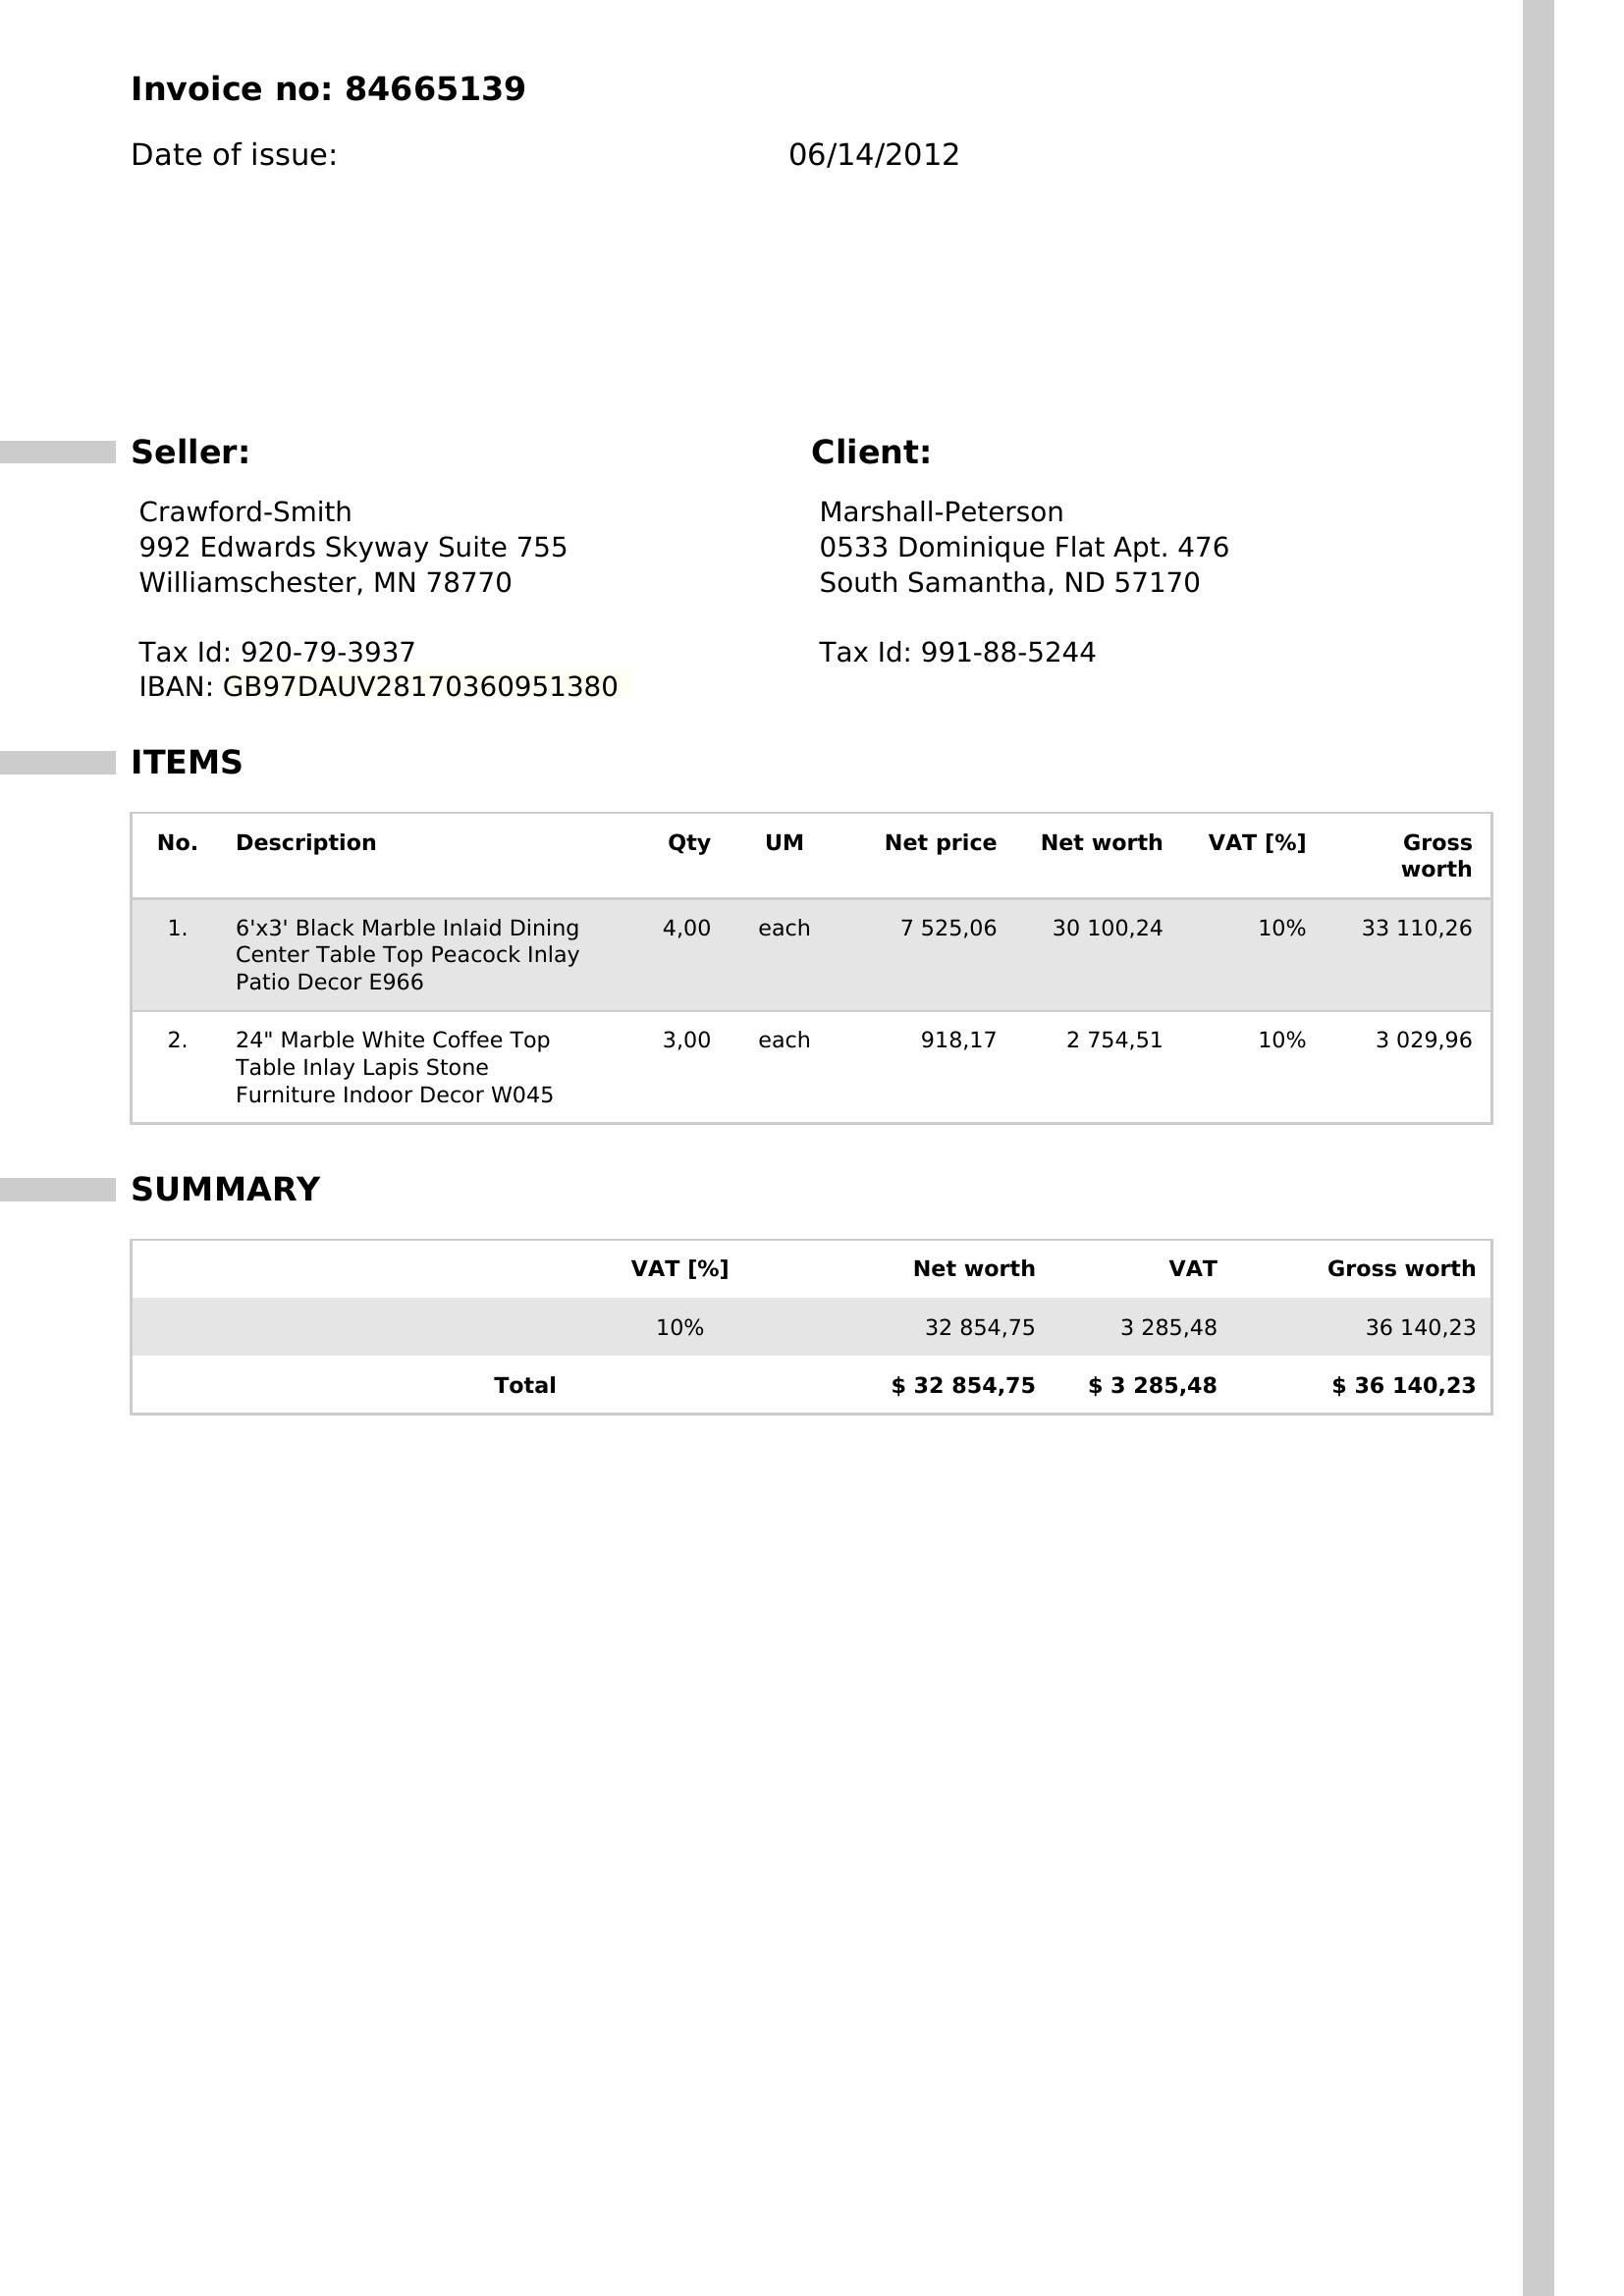 Invoice no: 84665139
Date of issue: 06/14/2012
Seller:
Crawford-Smith
992 Edwards Skyway Suite 755
Williamschester, MN 78770
Tax Id: 920-79-3937
IBAN: GB97DAUV28170360951380
Client:
Marshall-Peterson
0533 Dominique Flat Apt. 476
South Samantha, ND 57170
Tax Id: 991-88-5244
ITEMS
No. Description Qty UM Net price Net worth VAT [%] Gross
worth
1. 6'x3' Black Marble Inlaid Dining 4,00 each 7 525,06 30 100,24 10% 33 110,26
Center Table Top Peacock Inlay
Patio Decor E966
2. 24" Marble White Coffee Top 3,00 each 918,17 2 754,51 10% 3 029,96
Table Inlay Lapis Stone
Furniture Indoor Decor W045
SUMMARY
VAT [%] Net worth VAT Gross worth
10% 32 854,75 3 285,48 36 140,23
Total $ 32 854,75 $ 3 285,48 $ 36 140,23